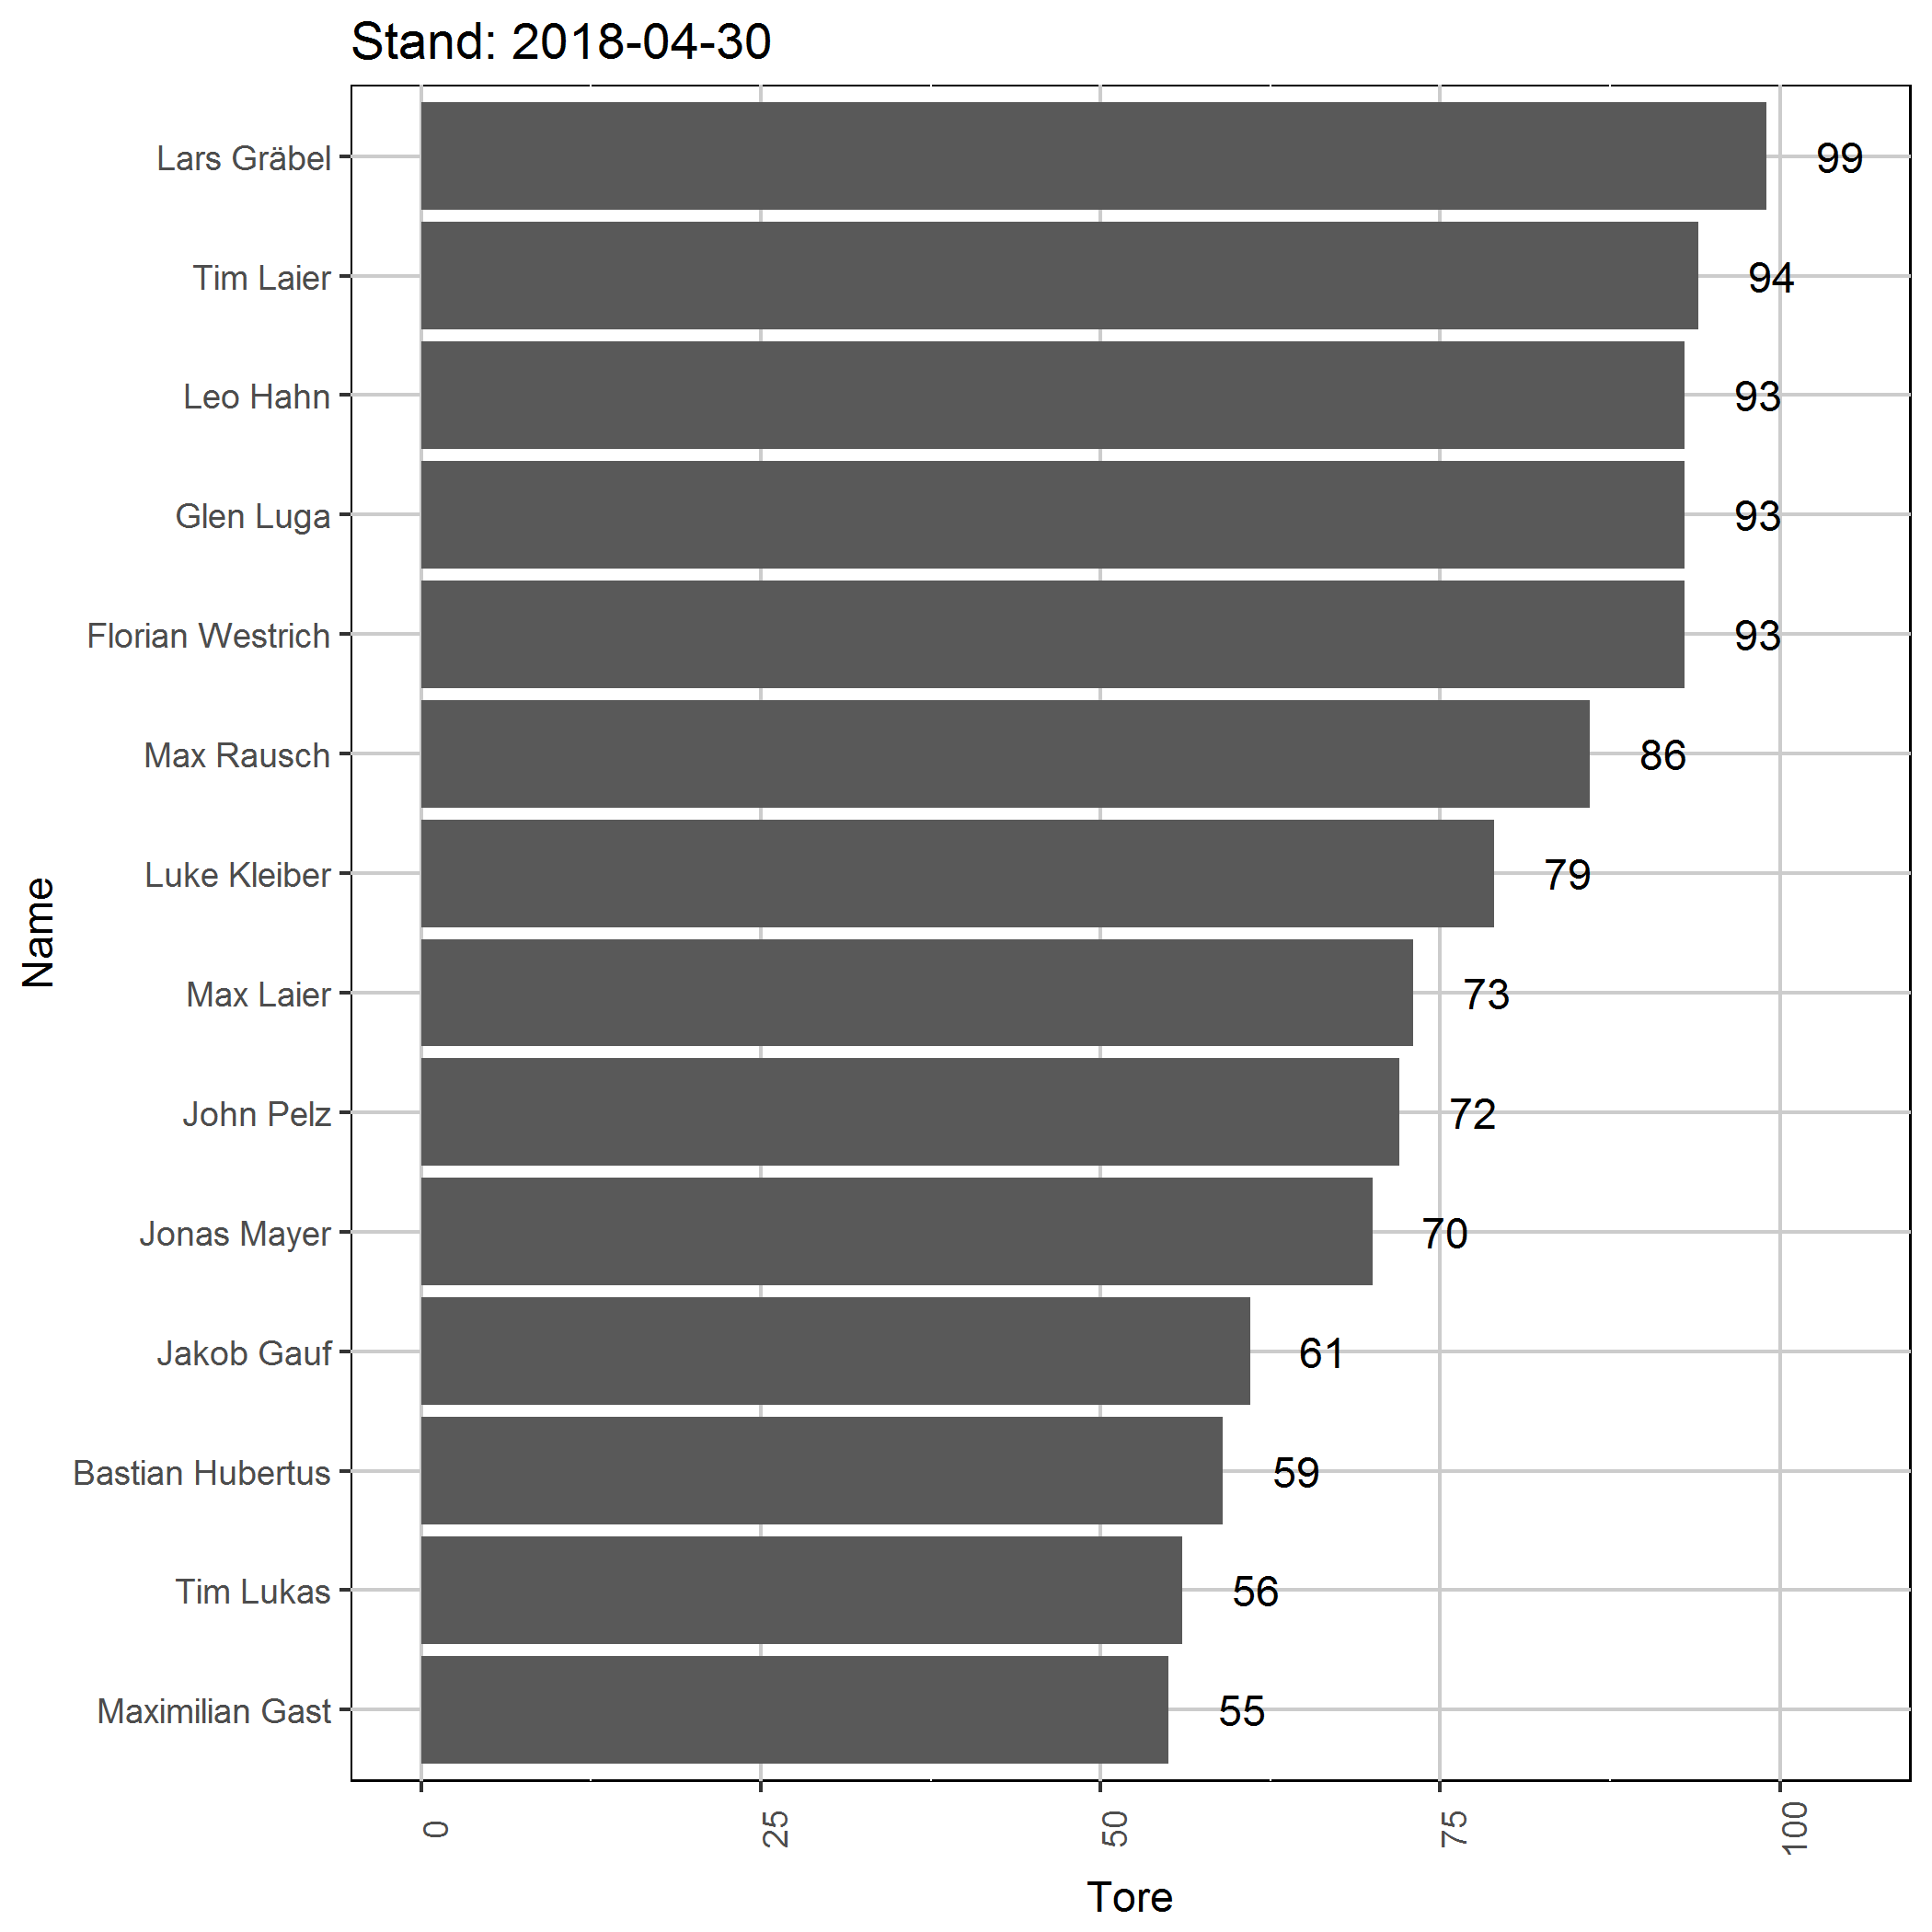 Stand: 2018-04-30
Lars Gräbel 99
Tim Laier 94
Leo Hahn 93
Glen Luga 93
Florian Westrich 93
Max Rausch 86
Luke Kleiber 79
Max Laier 73
John Pelz 72
Jonas Mayer 70
Jakob Gauf 61
Bastian Hubertus 59
Tim Lukas 56
Maximilian Gast 55
Name
0 25 50 75 100
Tore